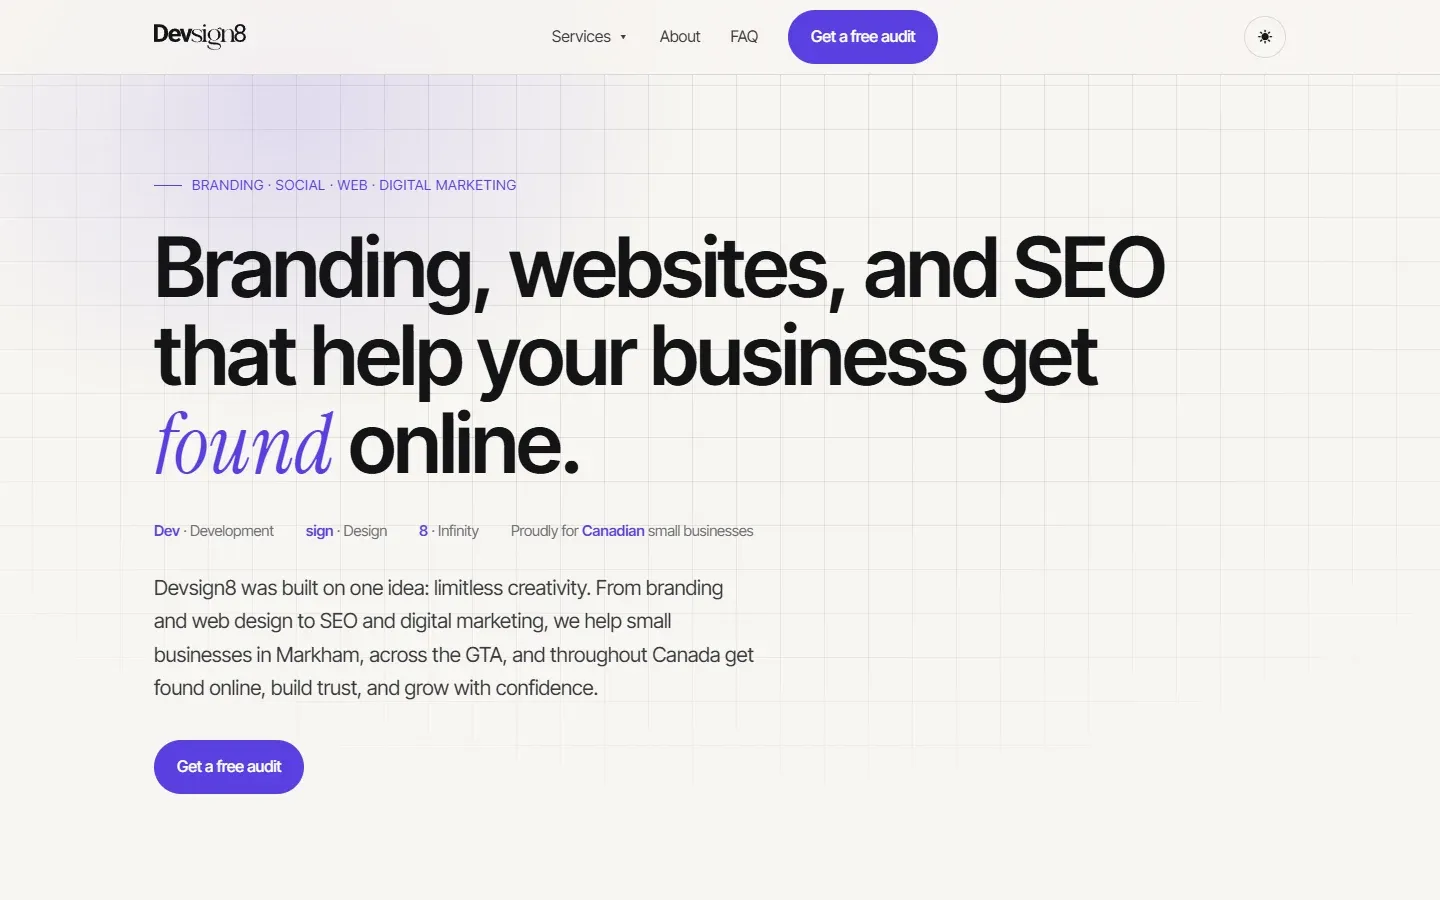 Devsign8
Services ▾
About
FAQ
Get a free audit
BRANDING · SOCIAL · WEB · DIGITAL MARKETING
Branding, websites, and SEO
that help your business get
found online.
Dev · Development sign · Design 8 · Infinity Proudly for Canadian small businesses
Devsign8 was built on one idea: limitless creativity. From branding
and web design to SEO and digital marketing, we help small
businesses in Markham, across the GTA, and throughout Canada get
found online, build trust, and grow with confidence.
Get a free audit